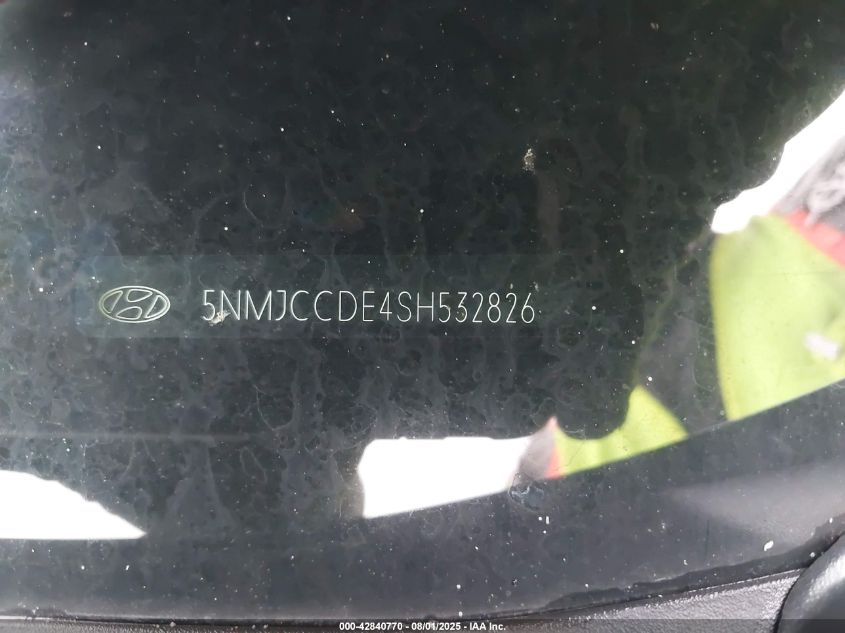 5NMJCCDE4SH532826
000-42840770 - 08/01/2025 - IAA Inc.